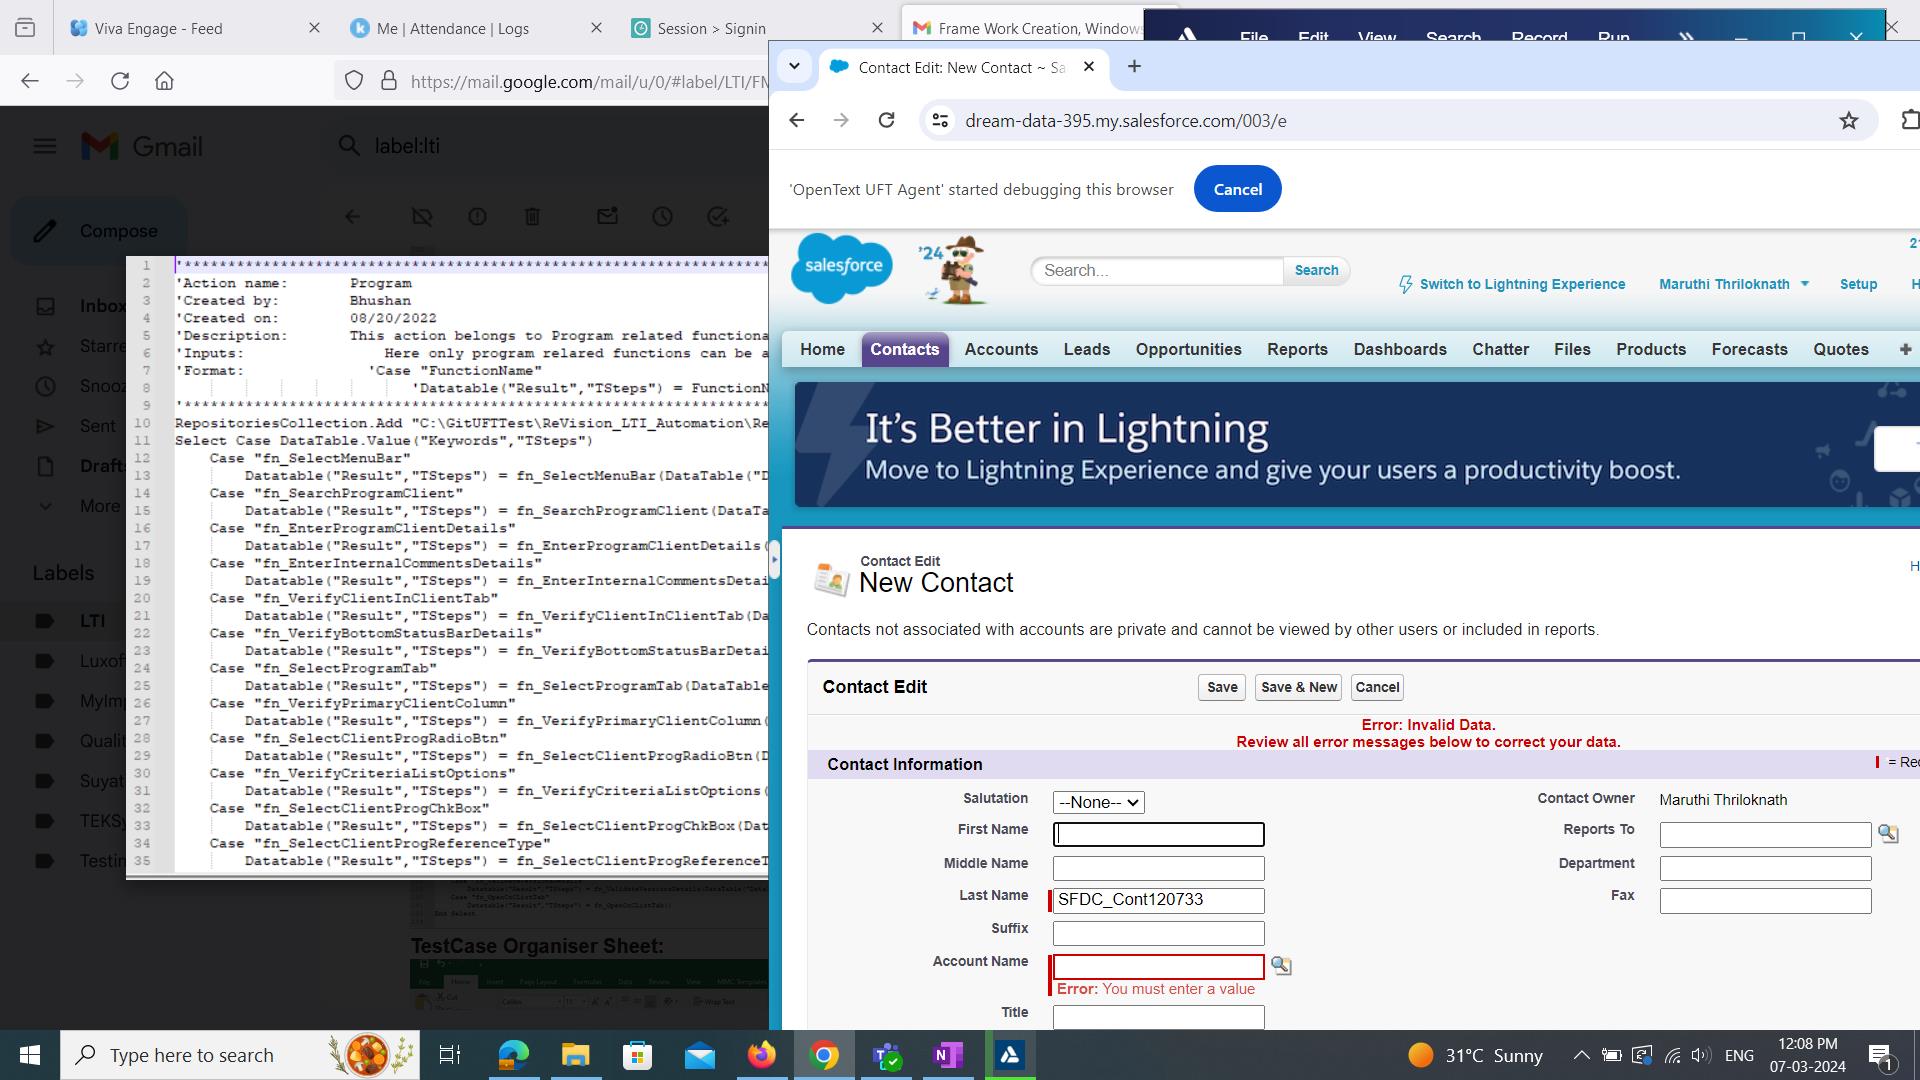 Viva Engage - Feed
Me | Attendance | Logs
Session > Signin
Frame Work Creation, Window
File Edit View Search Record Run
https://mail.google.com/mail/u/0/#label/LTI/FM
Gmail
label:lti
Compose
Inbox
Starre
Snooz
Sent
Drafts
More
Labels
LTI
Luxof
MyImp
Qualit
Suyat
TEKSy
Testin
1 '*******************************************************************
2 'Action name: Program
3 'Created by: Bhushan
4 'Created on: 08/20/2022
5 'Description: This action belongs to Program related functiona
6 'Inputs: Here only program relared functions can be a
7 'Format: 'Case "FunctionName"
8 'Datatable("Result","TSteps") = FunctionN
9 '*******************************************************************
10 RepositoriesCollection.Add "C:\GitUFTTest\ReVision_LTI_Automation\Re
11 Select Case DataTable.Value("Keywords","TSteps")
12 Case "fn_SelectMenuBar"
13 Datatable("Result","TSteps") = fn_SelectMenuBar(DataTable("D
14 Case "fn_SearchProgramClient"
15 Datatable("Result","TSteps") = fn_SearchProgramClient(DataTa
16 Case "fn_EnterProgramClientDetails"
17 Datatable("Result","TSteps") = fn_EnterProgramClientDetails(
18 Case "fn_EnterInternalCommentsDetails"
19 Datatable("Result","TSteps") = fn_EnterInternalCommentsDetai
20 Case "fn_VerifyClientInClientTab"
21 Datatable("Result","TSteps") = fn_VerifyClientInClientTab(Da
22 Case "fn_VerifyBottomStatusBarDetails"
23 Datatable("Result","TSteps") = fn_VerifyBottomStatusBarDetai
24 Case "fn_SelectProgramTab"
25 Datatable("Result","TSteps") = fn_SelectProgramTab(DataTable
26 Case "fn_VerifyPrimaryClientColumn"
27 Datatable("Result","TSteps") = fn_VerifyPrimaryClientColumn(
28 Case "fn_SelectClientProgRadioBtn"
29 Datatable("Result","TSteps") = fn_SelectClientProgRadioBtn(D
30 Case "fn_VerifyCriteriaListOptions"
31 Datatable("Result","TSteps") = fn_VerifyCriteriaListOptions(
32 Case "fn_SelectClientProgChkBox"
33 Datatable("Result","TSteps") = fn_SelectClientProgChkBox(Dat
34 Case "fn_SelectClientProgReferenceType"
35 Datatable("Result","TSteps") = fn_SelectClientProgReferenceT
TestCase Organiser Sheet:
Contact Edit: New Contact ~ Sa
dream-data-395.my.salesforce.com/003/e
'OpenText UFT Agent' started debugging this browser
Cancel
salesforce
'24
Search...
Search
Switch to Lightning Experience
Maruthi Thriloknath
Setup
Home Contacts Accounts Leads Opportunities Reports Dashboards Chatter Files Products Forecasts Quotes +
It's Better in Lightning
Move to Lightning Experience and give your users a productivity boost.
Contact Edit
New Contact
Contacts not associated with accounts are private and cannot be viewed by other users or included in reports.
Contact Edit
Save
Save & New
Cancel
Error: Invalid Data.
Review all error messages below to correct your data.
Contact Information
= Rec
Salutation --None--
Contact Owner Maruthi Thriloknath
First Name
Reports To
Middle Name
Department
Last Name SFDC_Cont120733
Fax
Suffix
Account Name
Error: You must enter a value
Title
Type here to search
31°C Sunny
ENG
12:08 PM
07-03-2024
1